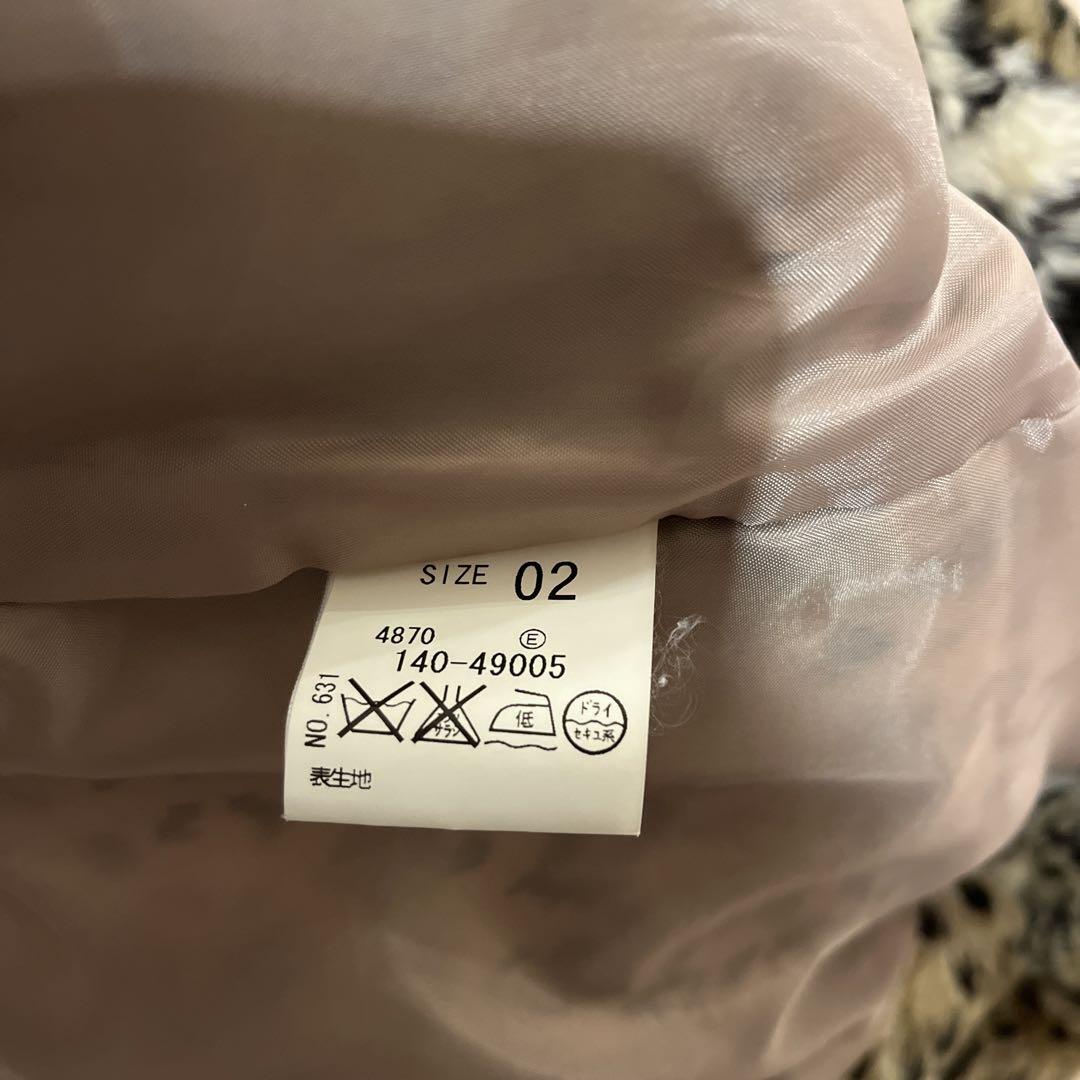 SIZE 02
4870 Ⓔ
140-49005
NO. 631
サラシ
低
ドライ
セキユ系
表生地